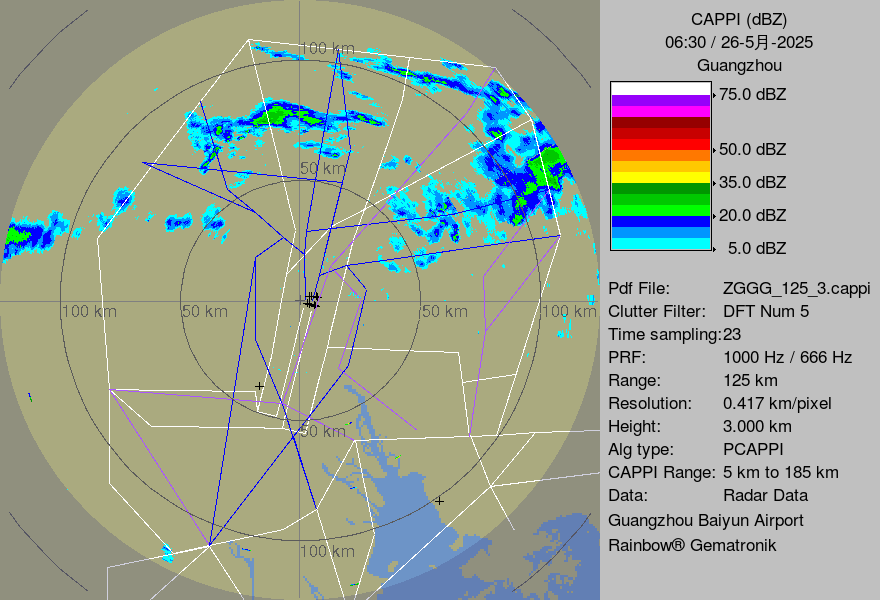 CAPPI (dBZ)
06:30 / 26-5月-2025
Guangzhou
75.0 dBZ
50.0 dBZ
35.0 dBZ
20.0 dBZ
5.0 dBZ
Pdf File: ZGGG_125_3.cappi
Clutter Filter: DFT Num 5
Time sampling:23
PRF: 1000 Hz / 666 Hz
Range: 125 km
Resolution: 0.417 km/pixel
Height: 3.000 km
Alg type: PCAPPI
CAPPI Range: 5 km to 185 km
Data: Radar Data
Guangzhou Baiyun Airport
Rainbow® Gematronik
100 km
50 km
100 km
50 km
50 km
100 km
50 km
100 km